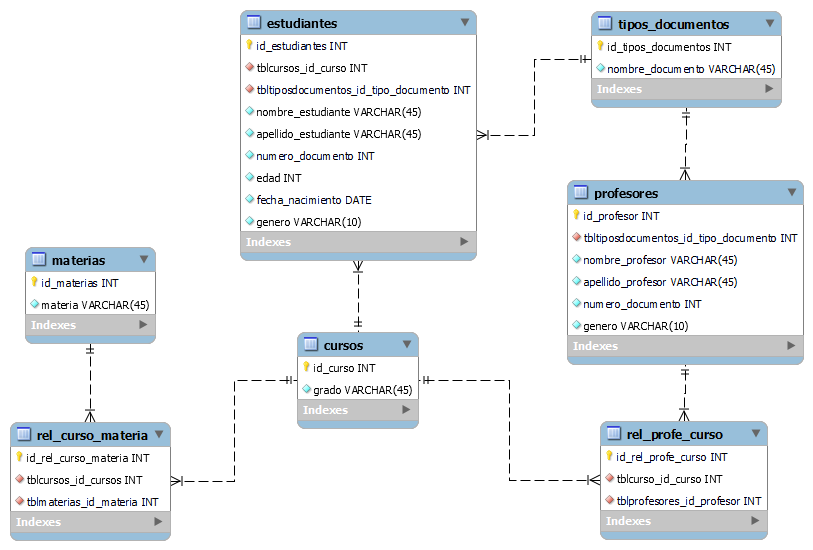 estudiantes
id_estudiantes INT
tblcursos_id_curso INT
tbltiposdocumentos_id_tipo_documento INT
nombre_estudiante VARCHAR(45)
apellido_estudiante VARCHAR(45)
numero_documento INT
edad INT
fecha_nacimiento DATE
genero VARCHAR(10)
Indexes
tipos_documentos
id_tipos_documentos INT
nombre_documento VARCHAR(45)
Indexes
profesores
id_profesor INT
tbltiposdocumentos_id_tipo_documento INT
nombre_profesor VARCHAR(45)
apellido_profesor VARCHAR(45)
numero_documento INT
genero VARCHAR(10)
Indexes
materias
id_materias INT
materia VARCHAR(45)
Indexes
cursos
id_curso INT
grado VARCHAR(45)
Indexes
rel_curso_materia
id_rel_curso_materia INT
tblcursos_id_cursos INT
tblmaterias_id_materia INT
Indexes
rel_profe_curso
id_rel_profe_curso INT
tblcurso_id_curso INT
tblprofesores_id_profesor INT
Indexes